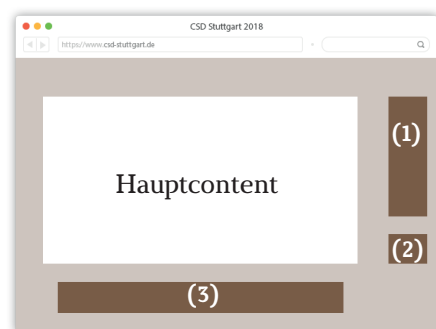 CSD Stuttgart 2018
https://www.csd-stuttgart.de
(1)
Hauptcontent
(2)
(3)